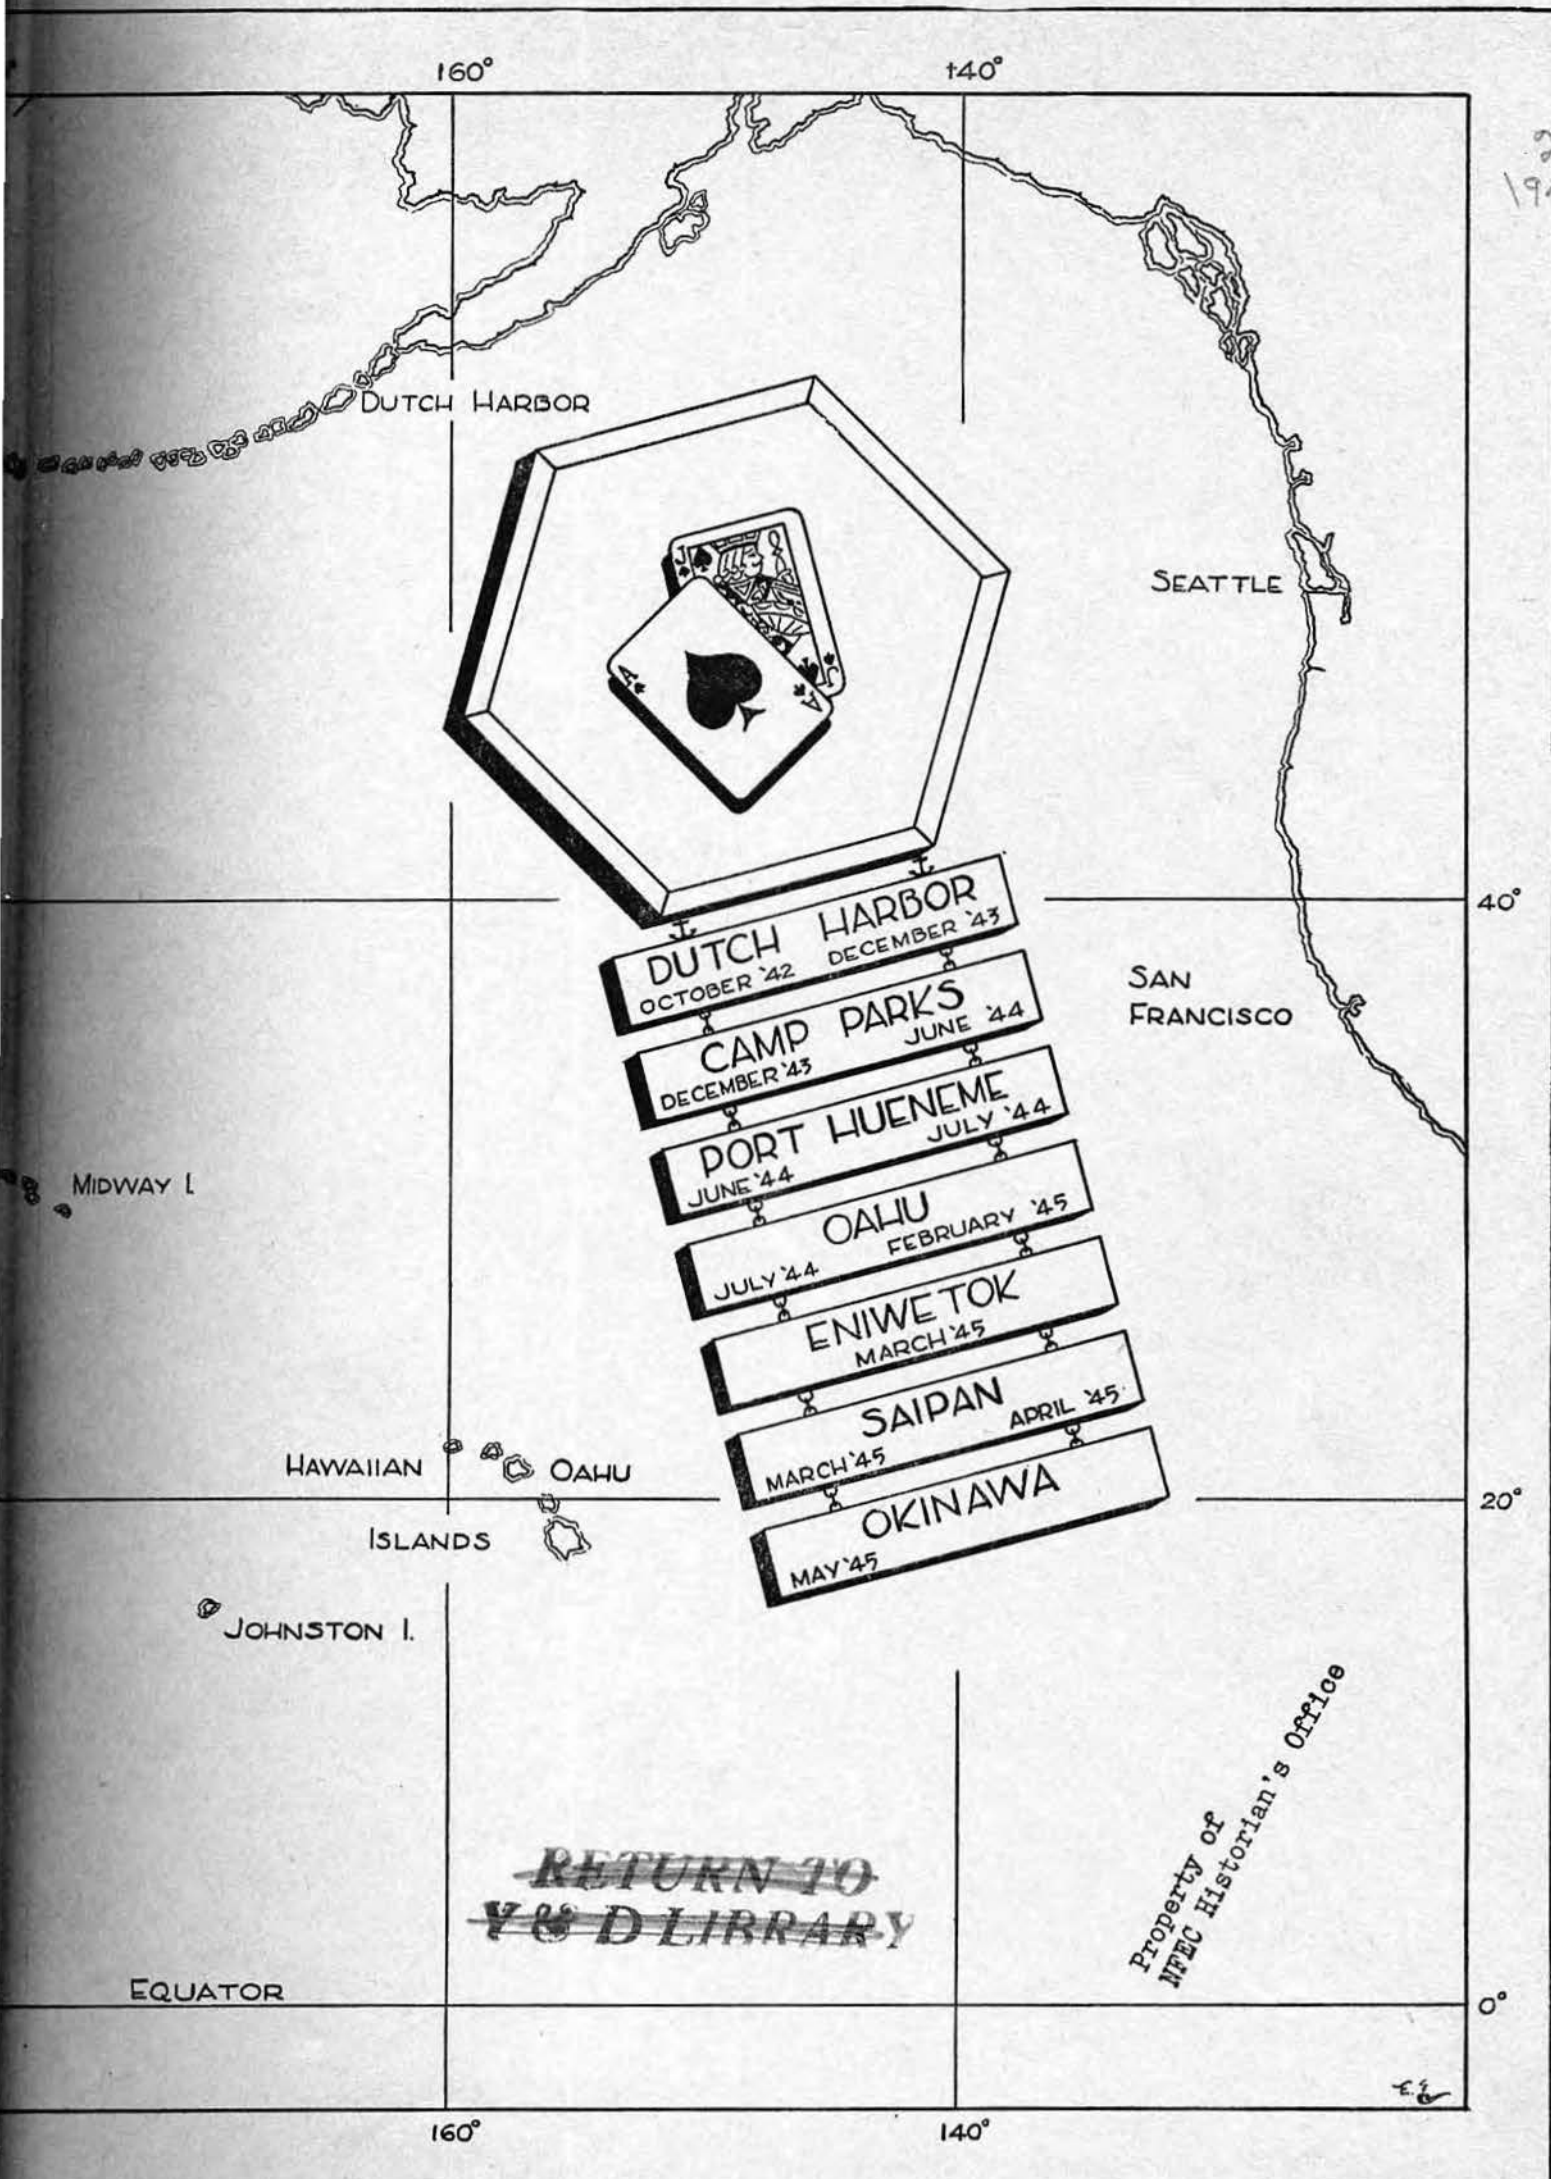 160° 140°
DUTCH HARBOR
J
J
A
A
SEATTLE
DUTCH HARBOR
OCTOBER '42 DECEMBER '43
40°
CAMP PARKS
DECEMBER '43 JUNE '44
SAN
FRANCISCO
PORT HUENEME
JUNE '44 JULY '44
MIDWAY I.
OAHU
JULY '44 FEBRUARY '45
ENIWETOK
MARCH '45
SAIPAN
MARCH '45 APRIL '45
HAWAIIAN OAHU
ISLANDS
20°
OKINAWA
MAY '45
JOHNSTON I.
Property of
NFEC Historian's Office
RETURN TO
Y & D LIBRARY
EQUATOR
0°
160° 140°